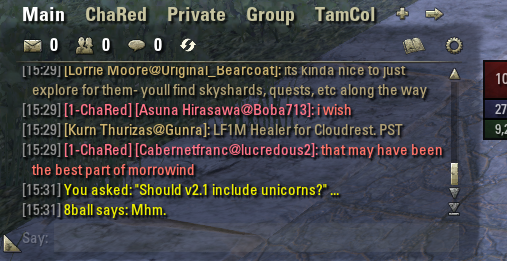 Main ChaRed Private Group TamCol
0 0 0
[15:29] [Lorrie Moore@Original_Bearcoat]: its kinda nice to just
explore for them- youll find skyshards, quests, etc along the way
[15:29] [1-ChaRed] [Asuna Hirasawa@Boba713]: i wish
[15:29] [Kurn Thurizas@Gunra]: LF1M Healer for Cloudrest. PST
[15:29] [1-ChaRed] [Cabernetfranc@lucredous2]: that may have been
the best part of morrowind
[15:31] You asked: "Should v2.1 include unicorns?" ...
[15:31] 8ball says: Mhm.
Say: